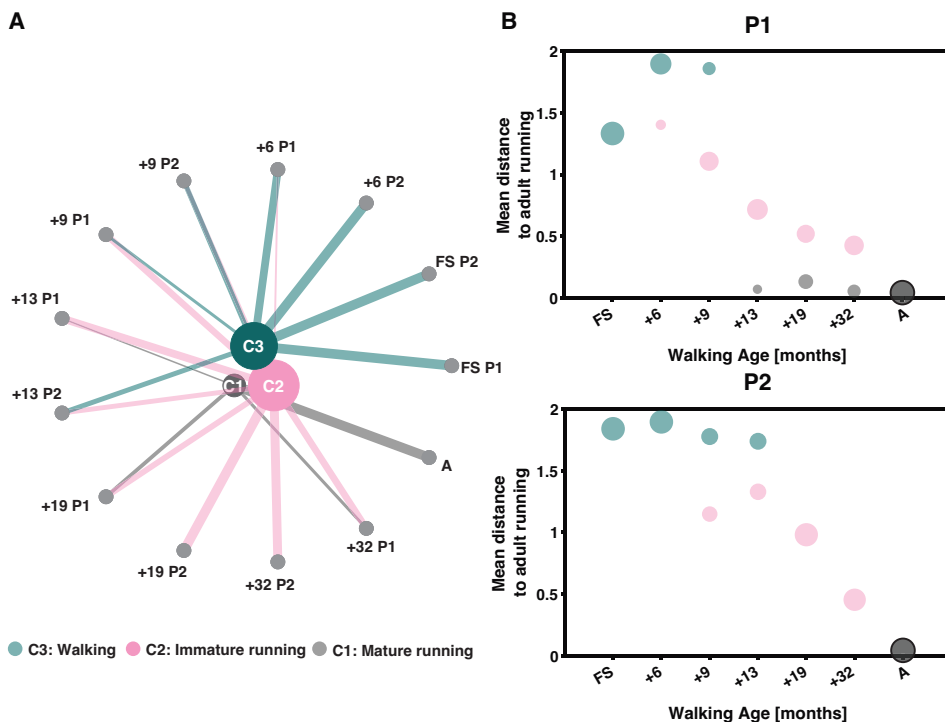 A
+6 P1
+9 P2
+6 P2
+9 P1
FS P2
+13 P1
C3
FS P1
C1
C2
+13 P2
A
+19 P1
+32 P1
+19 P2
+32 P2
C3: Walking
C2: Immature running
C1: Mature running
B
P1
Mean distance
to adult running
2
1.5
1
0.5
0
FS
+6
+9
+13
+19
+32
A
Walking Age [months]
P2
Mean distance
to adult running
2
1.5
1
0.5
0
FS
+6
+9
+13
+19
+32
A
Walking Age [months]